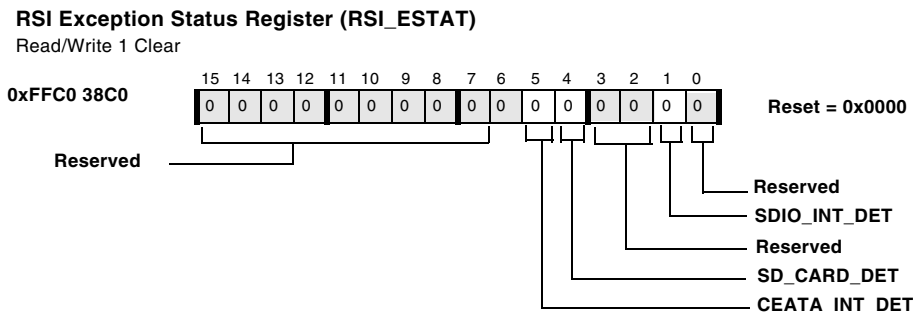 RSI Exception Status Register (RSI_ESTAT)
Read/Write 1 Clear
15 14 13 12 11 10 9 8 7 6 5 4 3 2 1 0
0xFFC0 38C0 0 0 0 0 0 0 0 0 0 0 0 0 0 0 0 0 Reset = 0x0000
Reserved
Reserved
SDIO_INT_DET
Reserved
SD_CARD_DET
CEATA_INT_DET